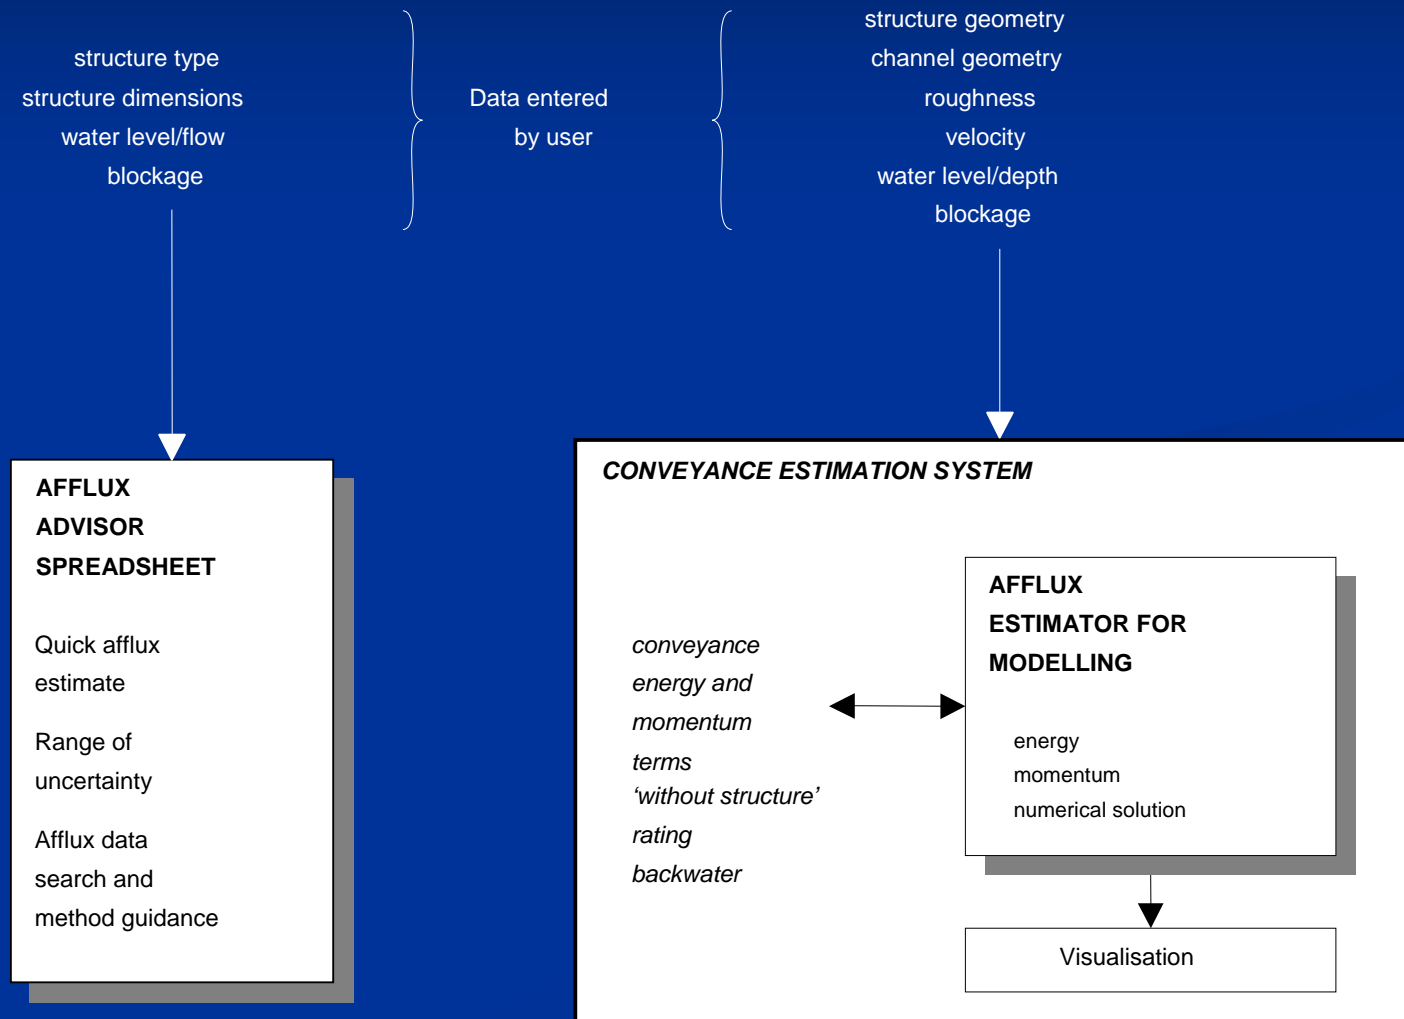 structure type
structure dimensions
water level/flow
blockage
Data entered
by user
structure geometry
channel geometry
roughness
velocity
water level/depth
blockage
AFFLUX
ADVISOR
SPREADSHEET
Quick afflux
estimate
Range of
uncertainty
Afflux data
search and
method guidance
CONVEYANCE ESTIMATION SYSTEM
conveyance
energy and
momentum
terms
‘without structure’
rating
backwater
AFFLUX
ESTIMATOR FOR
MODELLING
energy
momentum
numerical solution
Visualisation